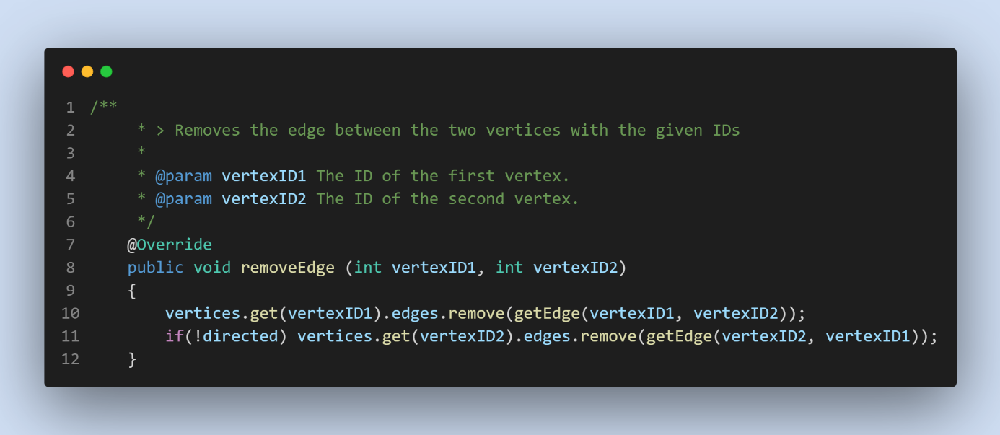 1 /**
2      * > Removes the edge between the two vertices with the given IDs
3      *
4      * @param vertexID1 The ID of the first vertex.
5      * @param vertexID2 The ID of the second vertex.
6      */
7     @Override
8     public void removeEdge (int vertexID1, int vertexID2)
9     {
10         vertices.get(vertexID1).edges.remove(getEdge(vertexID1, vertexID2));
11         if(!directed) vertices.get(vertexID2).edges.remove(getEdge(vertexID2, vertexID1));
12     }